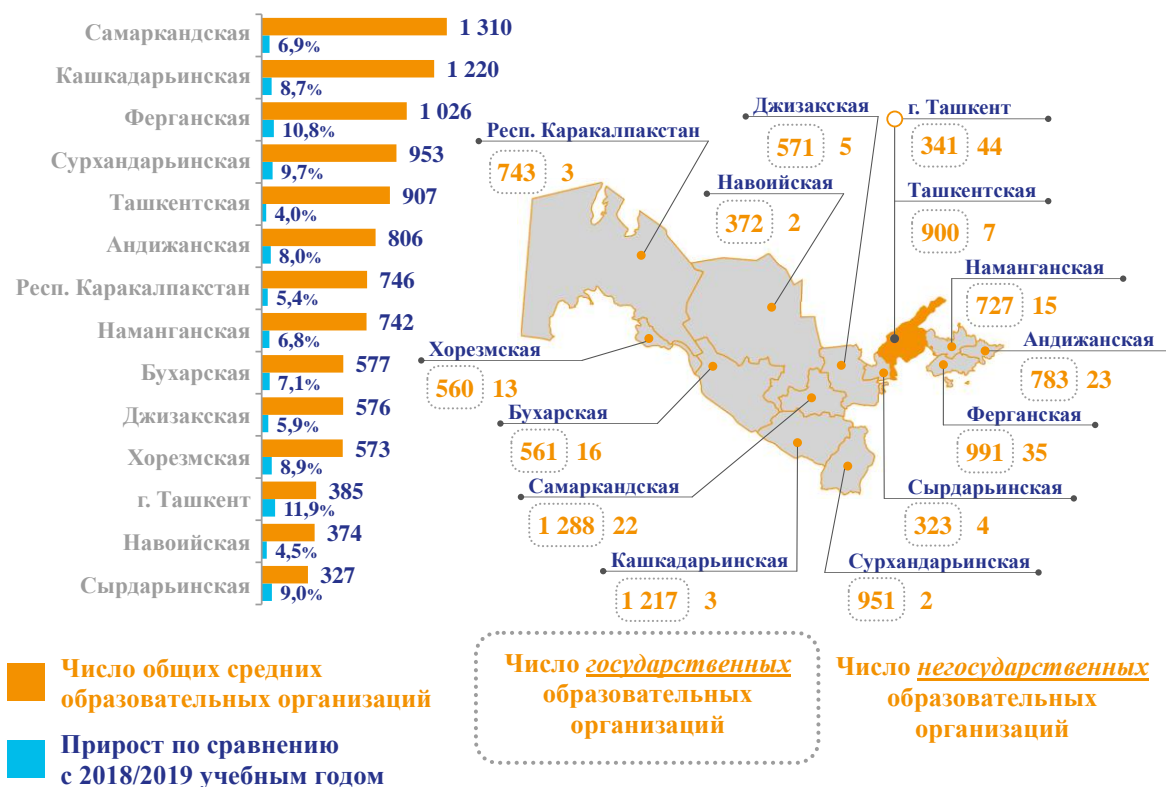 Самаркандская
1 310
6,9%
Кашкадарьинская
1 220
8,7%
Ферганская
1 026
10,8%
Сурхандарьинская
953
9,7%
Ташкентская
907
4,0%
Андижанская
806
8,0%
Респ. Каракалпакстан
746
5,4%
Наманганская
742
6,8%
Бухарская
577
7,1%
Джизакская
576
5,9%
Хорезмская
573
8,9%
г. Ташкент
385
11,9%
Навоийская
374
4,5%
Сырдарьинская
327
9,0%
Респ. Каракалпакстан
743 3
Джизакская
571 5
г. Ташкент
341 44
Навоийская
372 2
Ташкентская
900 7
Наманганская
727 15
Хорезмская
560 13
Андижанская
783 23
Бухарская
561 16
Ферганская
991 35
Самаркандская
1 288 22
Сырдарьинская
323 4
Кашкадарьинская
1 217 3
Сурхандарьинская
951 2
Число общих средних
образовательных организаций
Прирост по сравнению
с 2018/2019 учебным годом
Число государственных
образовательных
организаций
Число негосударственных
образовательных
организаций